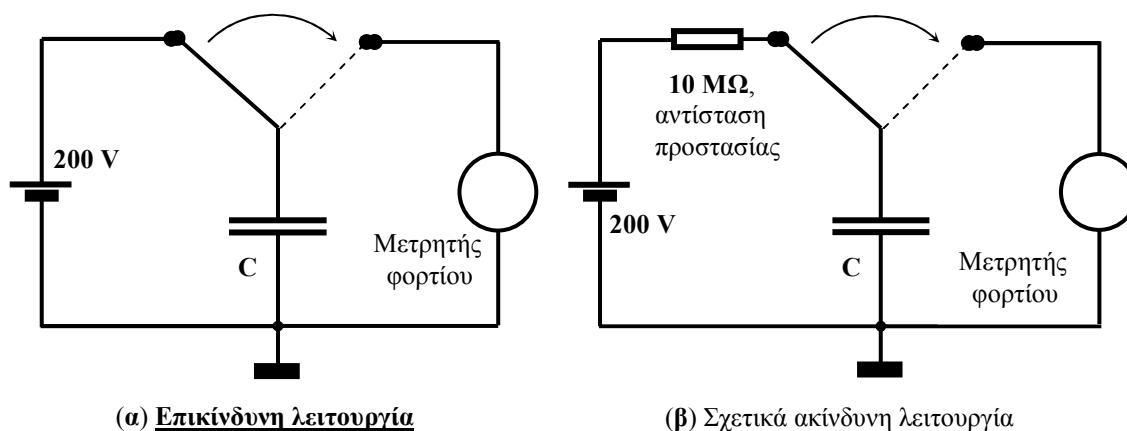 200 V
C
Μετρητής
φορτίου
10 ΜΩ,
αντίσταση
προστασίας
200 V
C
Μετρητής
φορτίου
(α) Επικίνδυνη λειτουργία
(β) Σχετικά ακίνδυνη λειτουργία